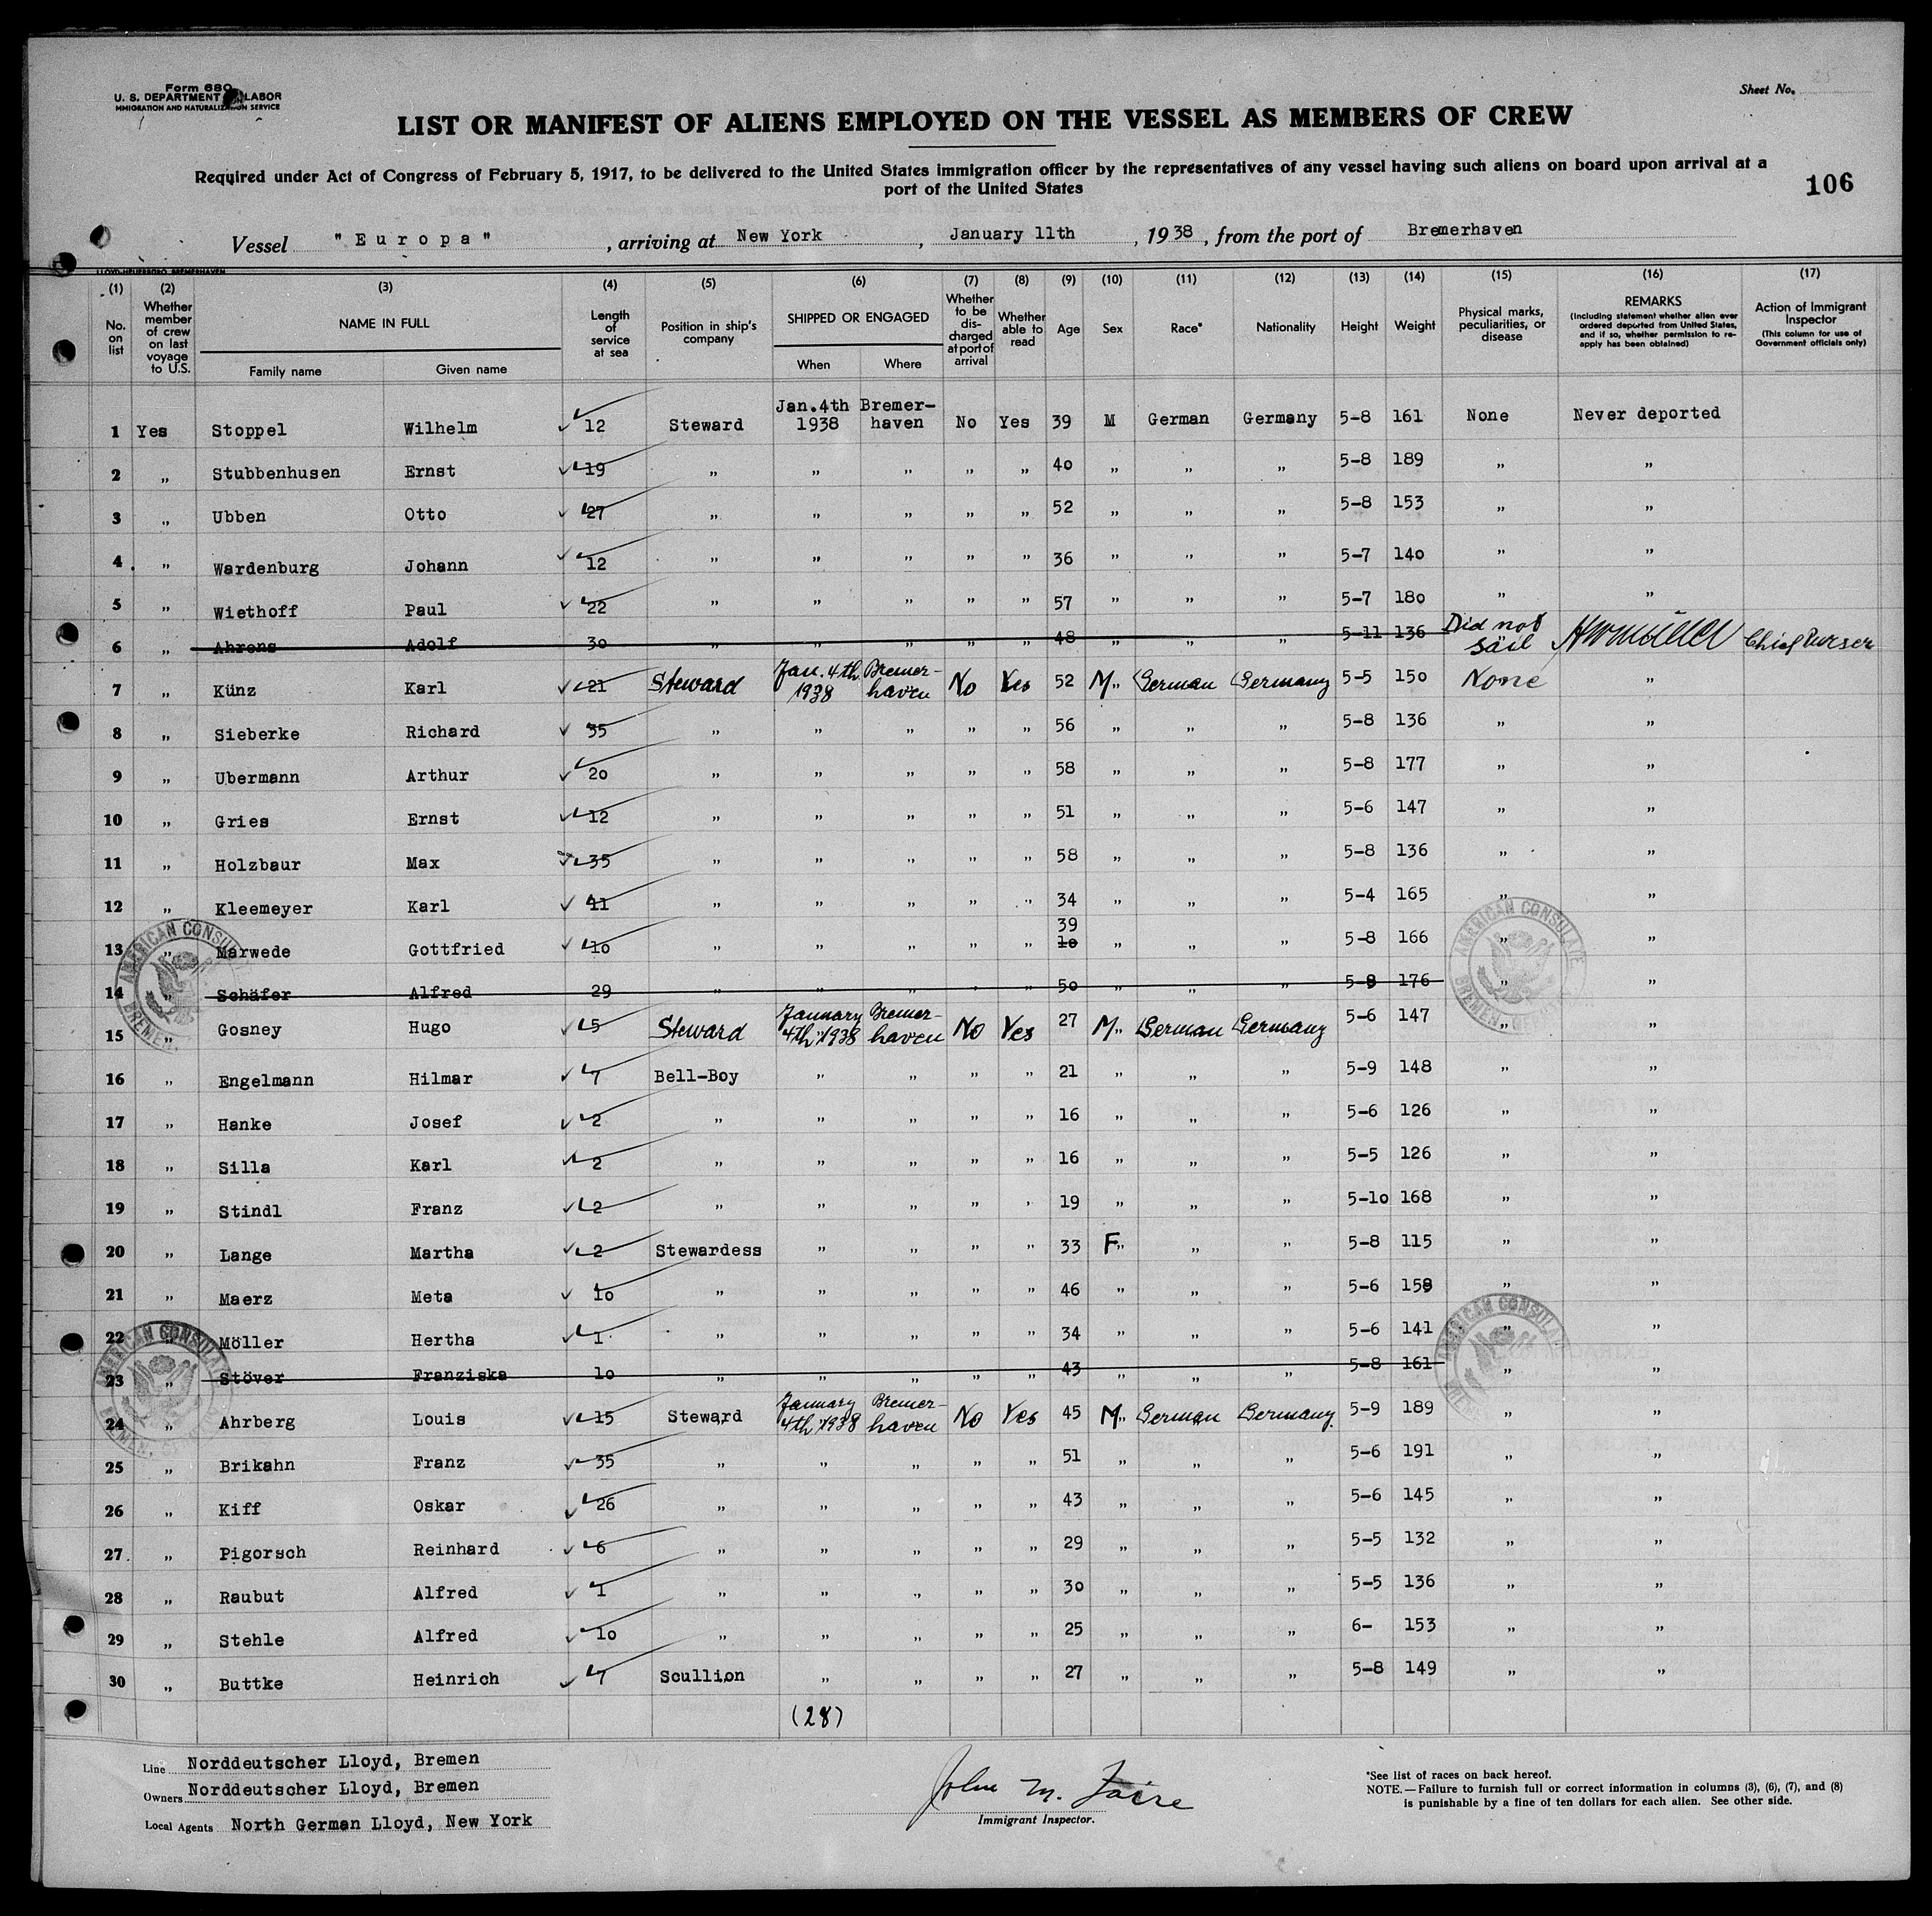 Form 680
U. S. DEPARTMENT LABOR
IMMIGRATION AND NATURALIZATION SERVICE
Sheet No.
LIST OR MANIFEST OF ALIENS EMPLOYED ON THE VESSEL AS MEMBERS OF CREW
Required under Act of Congress of February 5, 1917, to be delivered to the United States immigration officer by the representatives of any vessel having such aliens on board upon arrival at a
port of the United States
106
Vessel "Europa", arriving at New York, January 11th, 1938, from the port of Bremerhaven
LLOYD BREMERHAVEN
(1) (2) (3) (4) (5) (6) (7) (8) (9) (10) (11) (12) (13) (14) (15) (16) (17)
No. on list
Whether member of crew on last voyage to U.S.
NAME IN FULL
Family name Given name
Length of service at sea
Position in ship's company
SHIPPED OR ENGAGED
When Where
Whether to be discharged at port of arrival
Whether able to read
Age
Sex
Race*
Nationality
Height
Weight
Physical marks, peculiarities, or disease
REMARKS
(Including statement whether alien ever ordered deported from United States, and if so, whether permission to reapply has been obtained)
Action of Immigrant Inspector
(This column for use of Government officials only)
1 Yes Stoppel Wilhelm 12 Steward Jan. 4th 1938 Bremerhaven No Yes 39 M German Germany 5-8 161 None Never deported
2 " Stubbenhusen Ernst 19 " " " " " 40 " " " 5-8 189 " "
3 " Ubben Otto 27 " " " " " 52 " " " 5-8 153 " "
4 " Wardenburg Johann 12 " " " " " 36 " " " 5-7 140 " "
5 " Wiethoff Paul 22 " " " " " 57 " " " 5-7 180 " "
6 " Ahrens Adolf 30 " " " " " 48 " " " 5-11 136 Did not sail Chief Purser
7 " Künz Karl 21 Steward Jan. 4th 1938 Bremerhaven No Yes 52 M " German Germany 5-5 150 None "
8 " Sieberke Richard 35 " " " " " 56 " " " 5-8 136 " "
9 " Ubermann Arthur 20 " " " " " 58 " " " 5-8 177 " "
10 " Gries Ernst 12 " " " " " 51 " " " 5-6 147 " "
11 " Holzbaur Max 35 " " " " " 58 " " " 5-8 136 " "
12 " Kleemeyer Karl 11 " " " " " 34 " " " 5-4 165 " "
13 " Marwede Gottfried 10 " " " " " 39 10 " " " 5-8 166 " "
14 " Schäfer Alfred 29 " " " " " 50 " " " 5-8 176 " "
15 " Gosney Hugo 5 Steward January 4th 1938 Bremerhaven No Yes 27 M " German Germany 5-6 147 " "
16 " Engelmann Hilmar 7 Bell-Boy " " " " 21 " " " 5-9 148 " "
17 " Hanke Josef 2 " " " " " 16 " " " 5-6 126 " "
18 " Silla Karl 2 " " " " " 16 " " " 5-5 126 " "
19 " Stindl Franz 2 " " " " " 19 " " " 5-10 168 " "
20 " Lange Martha 2 Stewardess " " " " 33 F " " " 5-8 115 " "
21 " Maerz Meta 10 " " " " " 46 " " " 5-6 158 " "
22 " Möller Hertha 1 " " " " " 34 " " " 5-6 141 " "
23 " Stöver Franziska 10 " " " " " 43 " " " 5-8 161 " "
24 " Ahrberg Louis 15 Steward January 4th 1938 Bremerhaven No Yes 45 M " German Germany 5-9 189 " "
25 " Brikahn Franz 35 " " " " " 51 " " " 5-6 191 " "
26 " Kiff Oskar 26 " " " " " 43 " " " 5-6 145 " "
27 " Pigorsch Reinhard 6 " " " " " 29 " " " 5-5 132 " "
28 " Raubut Alfred 1 " " " " " 30 " " " 5-5 136 " "
29 " Stehle Alfred 10 " " " " " 25 " " " 6- 153 " "
30 " Buttke Heinrich 7 Scullion " " " " 27 " " " 5-8 149 " "
(28)
AMERICAN CONSULATE
BREMEN, GERMANY
AMERICAN CONSULATE
BREMEN, GERMANY
AMERICAN CONSULATE
BREMEN, GERMANY
AMERICAN CONSULATE
Line Norddeutscher Lloyd, Bremen
Owners Norddeutscher Lloyd, Bremen
Local Agents North German Lloyd, New York
John M.
Immigrant Inspector.
*See list of races on back hereof.
NOTE.—Failure to furnish full or correct information in columns (3), (6), (7), and (8)
is punishable by a fine of ten dollars for each alien. See other side.